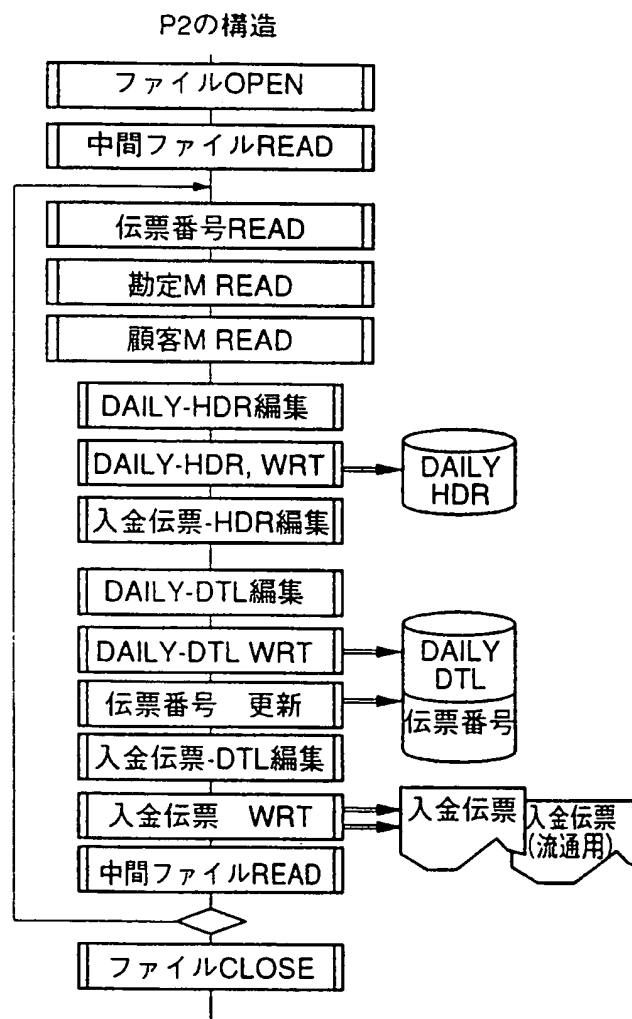 P2の構造
ファイルOPEN
中間ファイルREAD
伝票番号READ
勘定M READ
顧客M READ
DAILY-HDR編集
DAILY-HDR, WRT
DAILY
HDR
入金伝票-HDR編集
DAILY-DTL編集
DAILY-DTL WRT
DAILY
DTL
伝票番号 更新
伝票番号
入金伝票-DTL編集
入金伝票 WRT
入金伝票
入金伝票
(流通用)
中間ファイルREAD
ファイルCLOSE